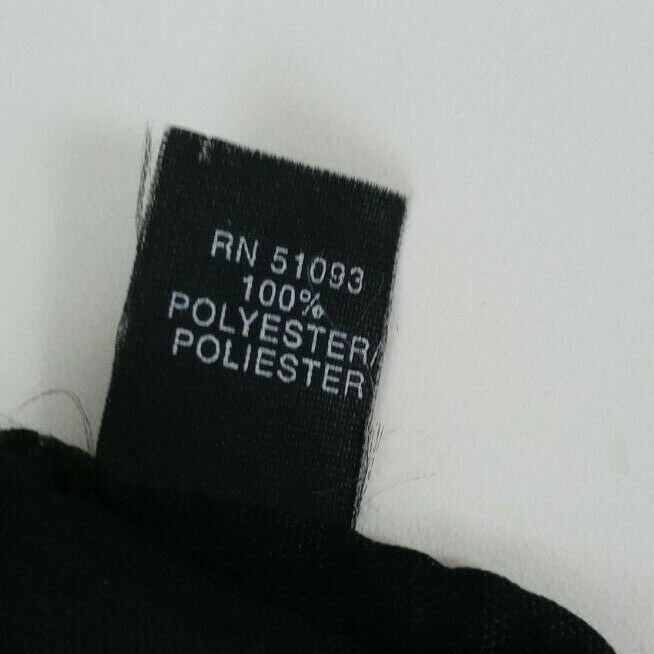 RN 51093
100%
POLYESTER/
POLIESTER